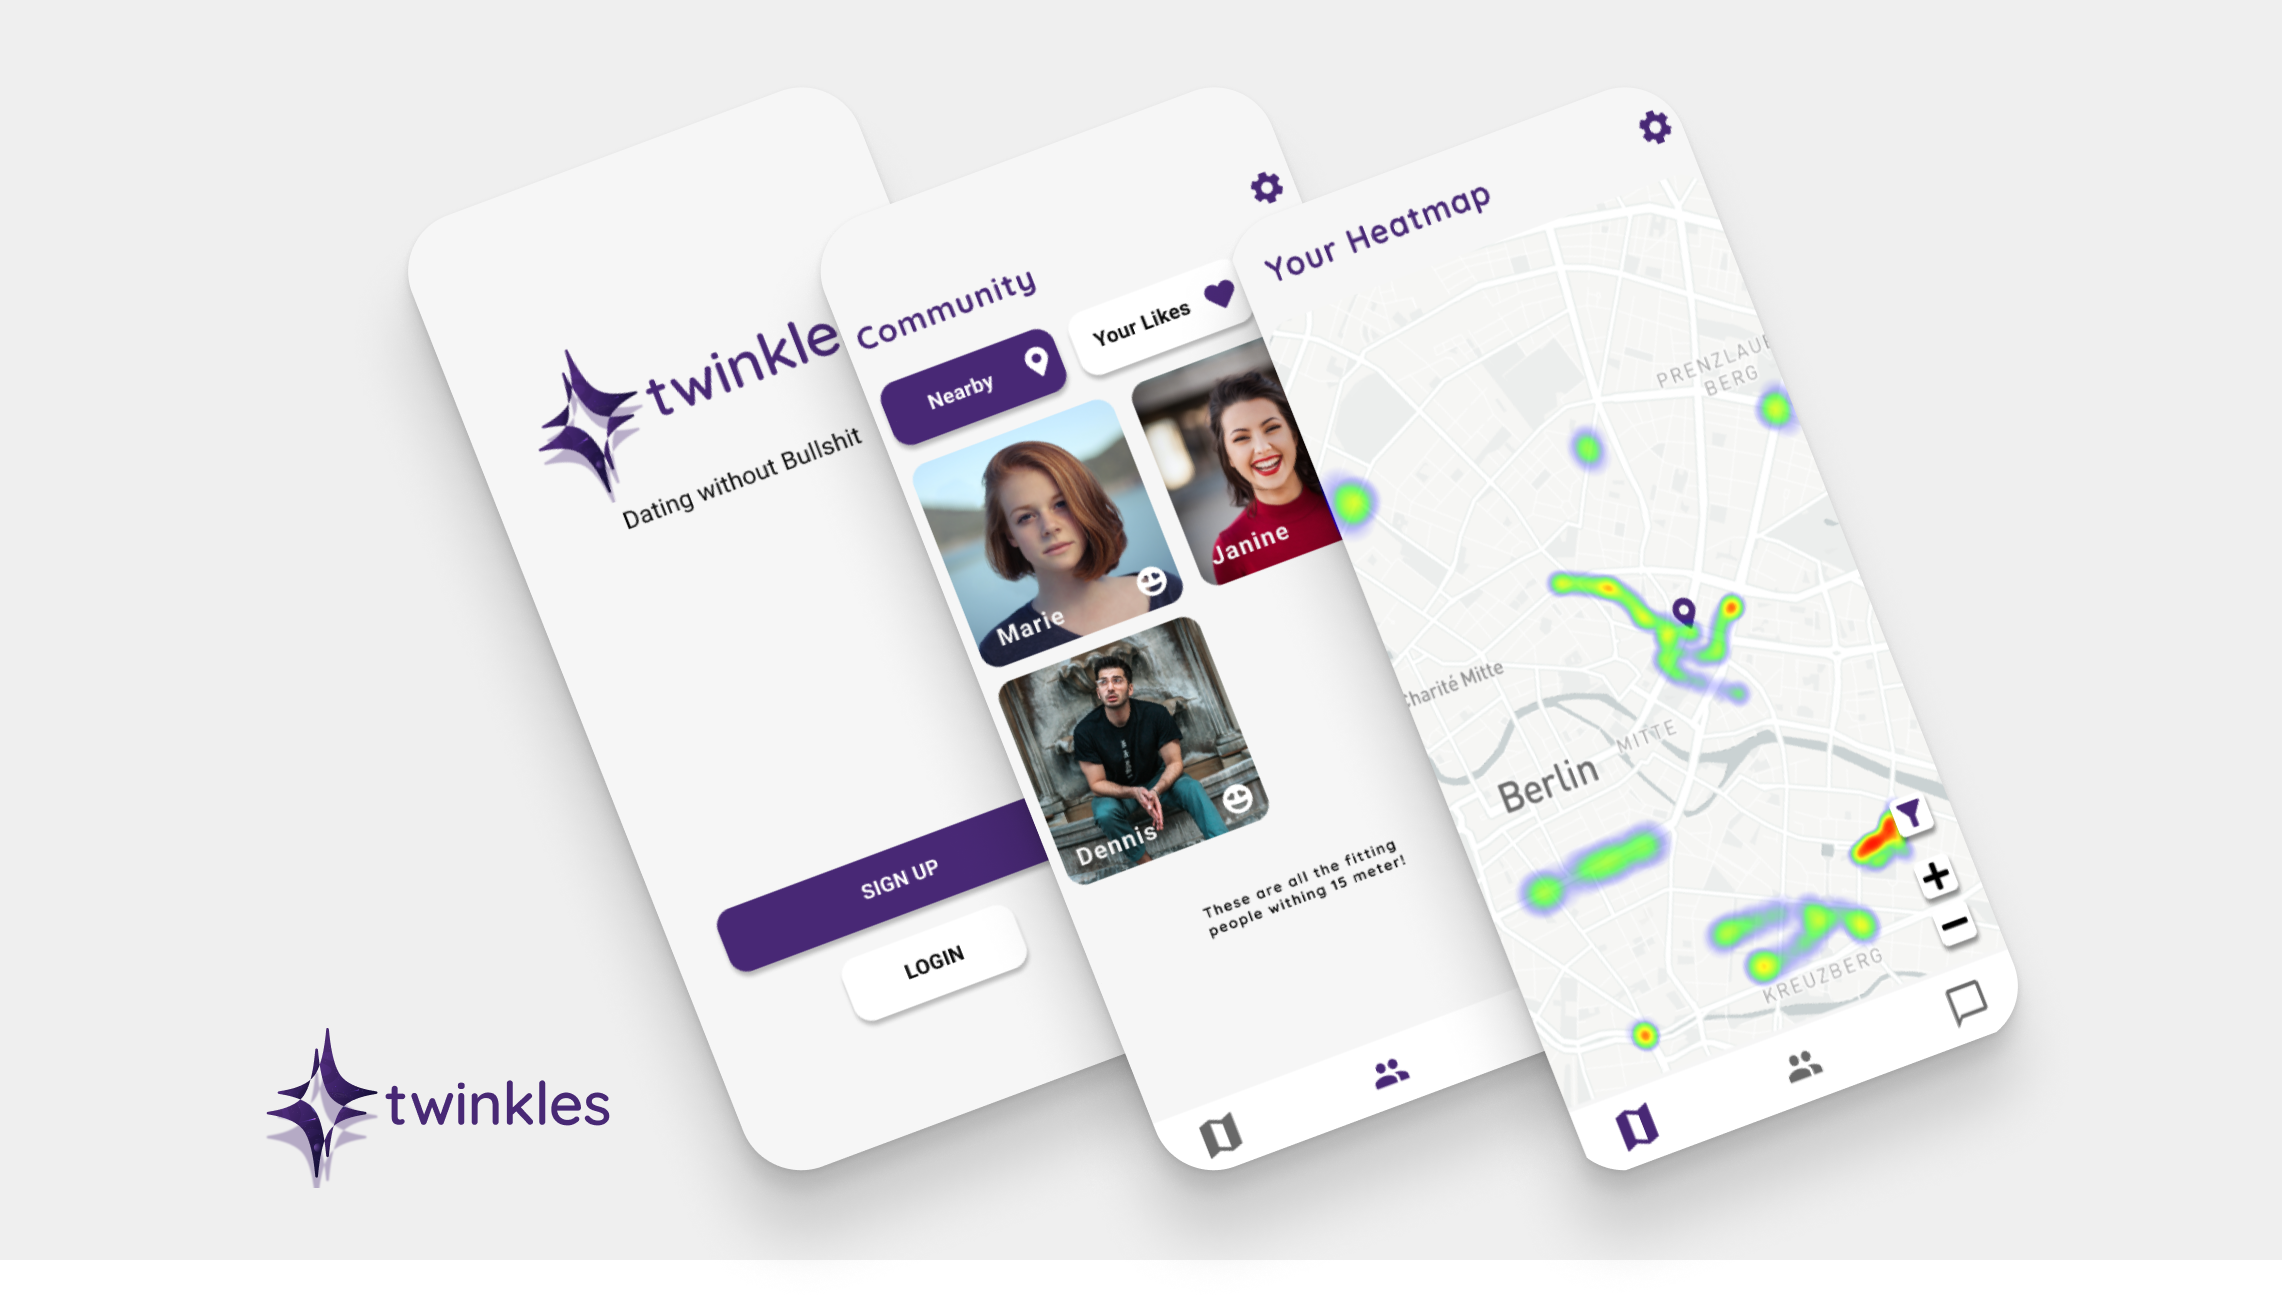 twinkle
Dating without Bullshit
SIGN UP
LOGIN
Community
Nearby
Your Likes
Marie
Janine
Dennis
These are all the fitting
people withing 15 meter!
Your Heatmap
PRENZLAUE
BERG
Charité Mitte
MITTE
Berlin
KREUZBERG
twinkles